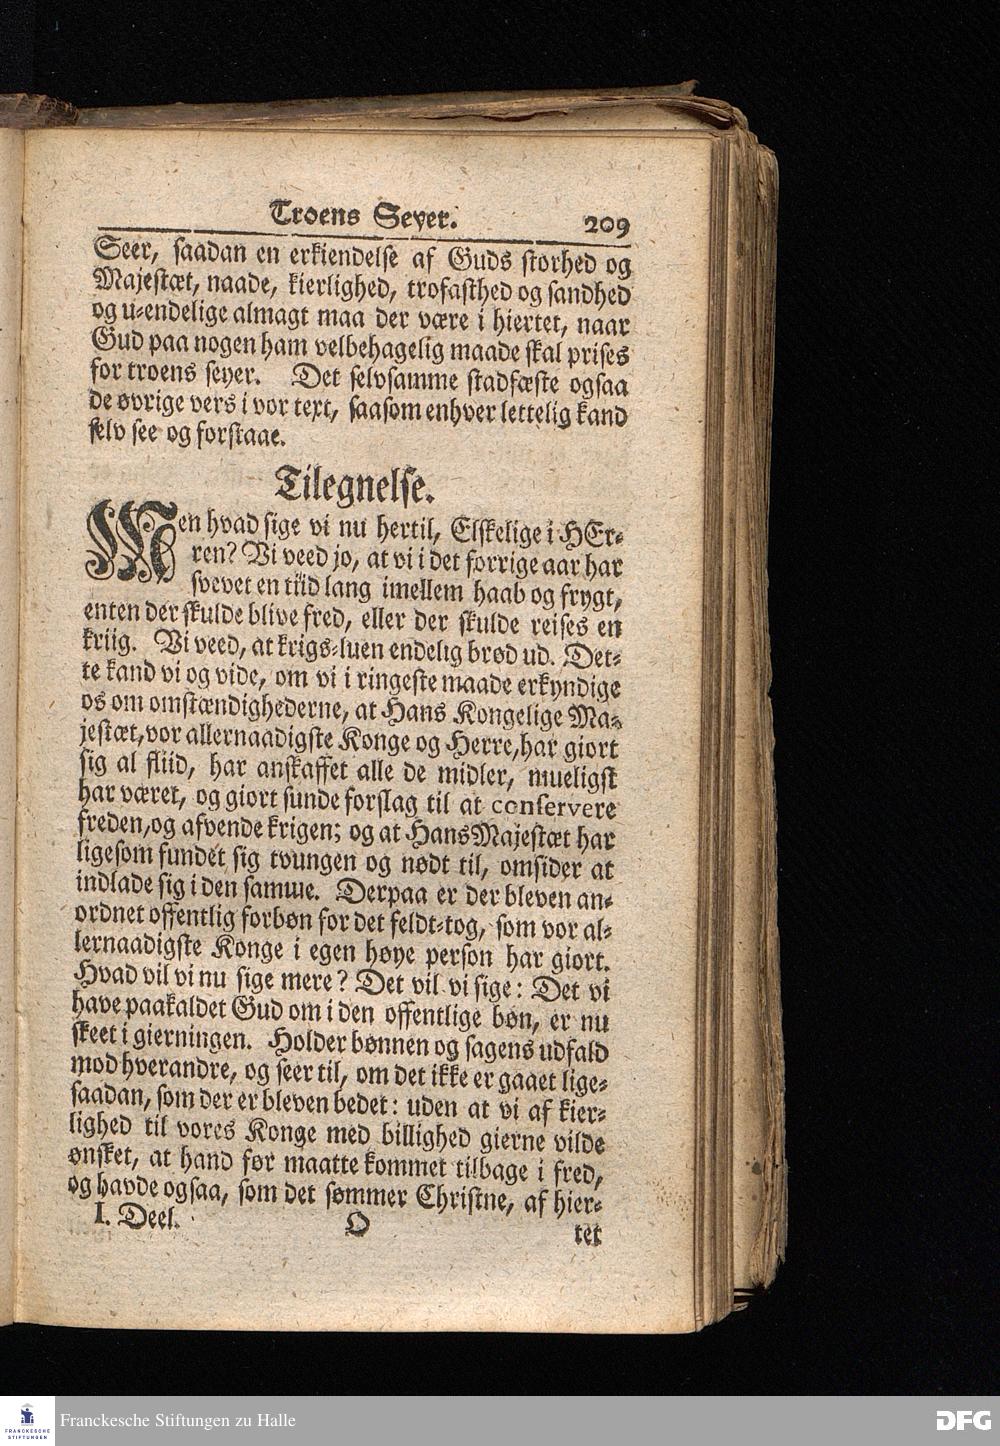 Troens Seyer. 209
Seer, saadan en erkiendelse af Guds storhed og
Majestæt, naade, kierlighed, trofasthed og sandhed
og u-endelige almagt maa der være i hiertet, naar
Gud paa nogen ham velbehagelig maade skal prises
for troens seyer. Det selvsamme stadfæste ogsaa
de øvrige vers i vor text, saasom enhver lettelig kand
selv see og forstaae.
Tilegnelse.
Men hvad sige vi nu hertil, Elskelige i HEr-
ren? Vi veed jo, at vi i det forrige aar har
svevet en tiid lang imellem haab og frygt,
enten der skulde blive fred, eller der skulde reises en
kriig. Vi veed, at krigs-luen endelig brød ud. Det-
te kand vi og vide, om vi i ringeste maade erkyndige
os om omstændighederne, at Hans Kongelige Ma-
jestæt, vor allernaadigste Konge og Herre, har giort
sig al fliid, har anskaffet alle de midler, mueligst
har været, og giort sunde forslag til at conservere
freden, og afvende krigen; og at Hans Majestæt har
ligesom fundet sig tvungen og nødt til, omsider at
indlade sig i den samme. Derpaa er der bleven an-
ordnet offentlig forbøn for det feldt-tog, som vor al-
lernaadigste Konge i egen høye person har giort.
Hvad vil vi nu sige mere? Det vil vi sige: Det vi
have paakaldet Gud om i den offentlige bøn, er nu
skeet i gierningen. Holder bønnen og sagens udfald
mod hverandre, og seer til, om det ikke er gaaet lige-
saadan, som der er bleven bedet: uden at vi af kier-
lighed til vores Konge med billighed gierne vilde
ønsket, at hand før maatte kommet tilbage i fred,
og havde ogsaa, som det sømmer Christne, af hier-
I. Deel. O tet
FRANCKESCHE STIFTUNGEN
Franckesche Stiftungen zu Halle
DFG